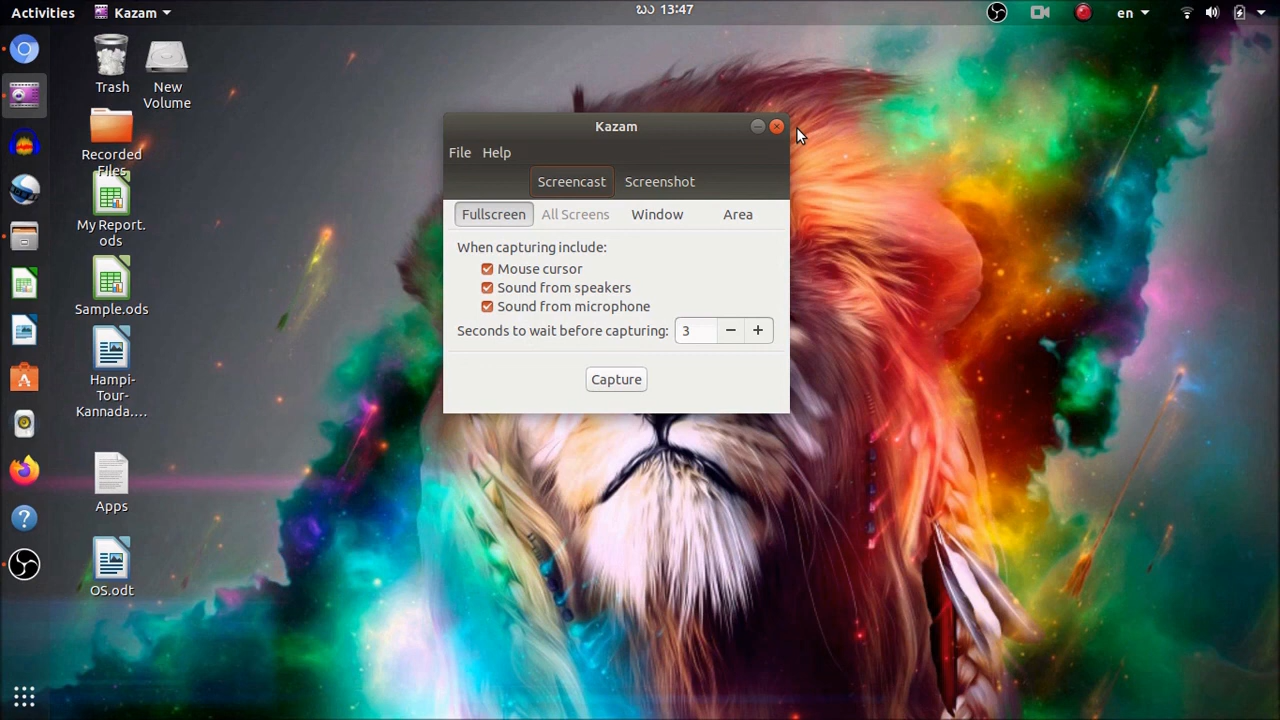 Activities
Kazam
ಶನಿ 13:47
en
Trash
New
Volume
Recorded
Files
My Report.
ods
Sample.ods
Hampi-
Tour-
Kannada....
Apps
OS.odt
Kazam
File Help
Screencast Screenshot
Fullscreen All Screens Window Area
When capturing include:
Mouse cursor
Sound from speakers
Sound from microphone
Seconds to wait before capturing: 3 − +
Capture